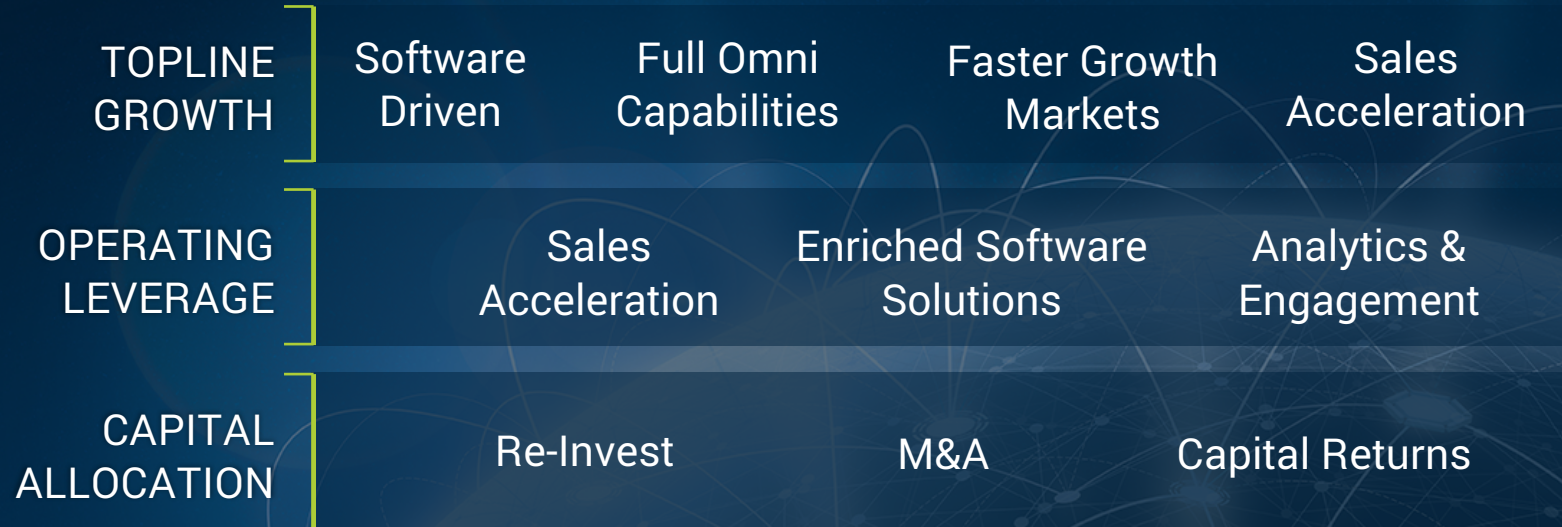 TOPLINE
GROWTH
Software
Driven
Full Omni
Capabilities
Faster Growth
Markets
Sales
Acceleration
OPERATING
LEVERAGE
Sales
Acceleration
Enriched Software
Solutions
Analytics &
Engagement
CAPITAL
ALLOCATION
Re-Invest
M&A
Capital Returns